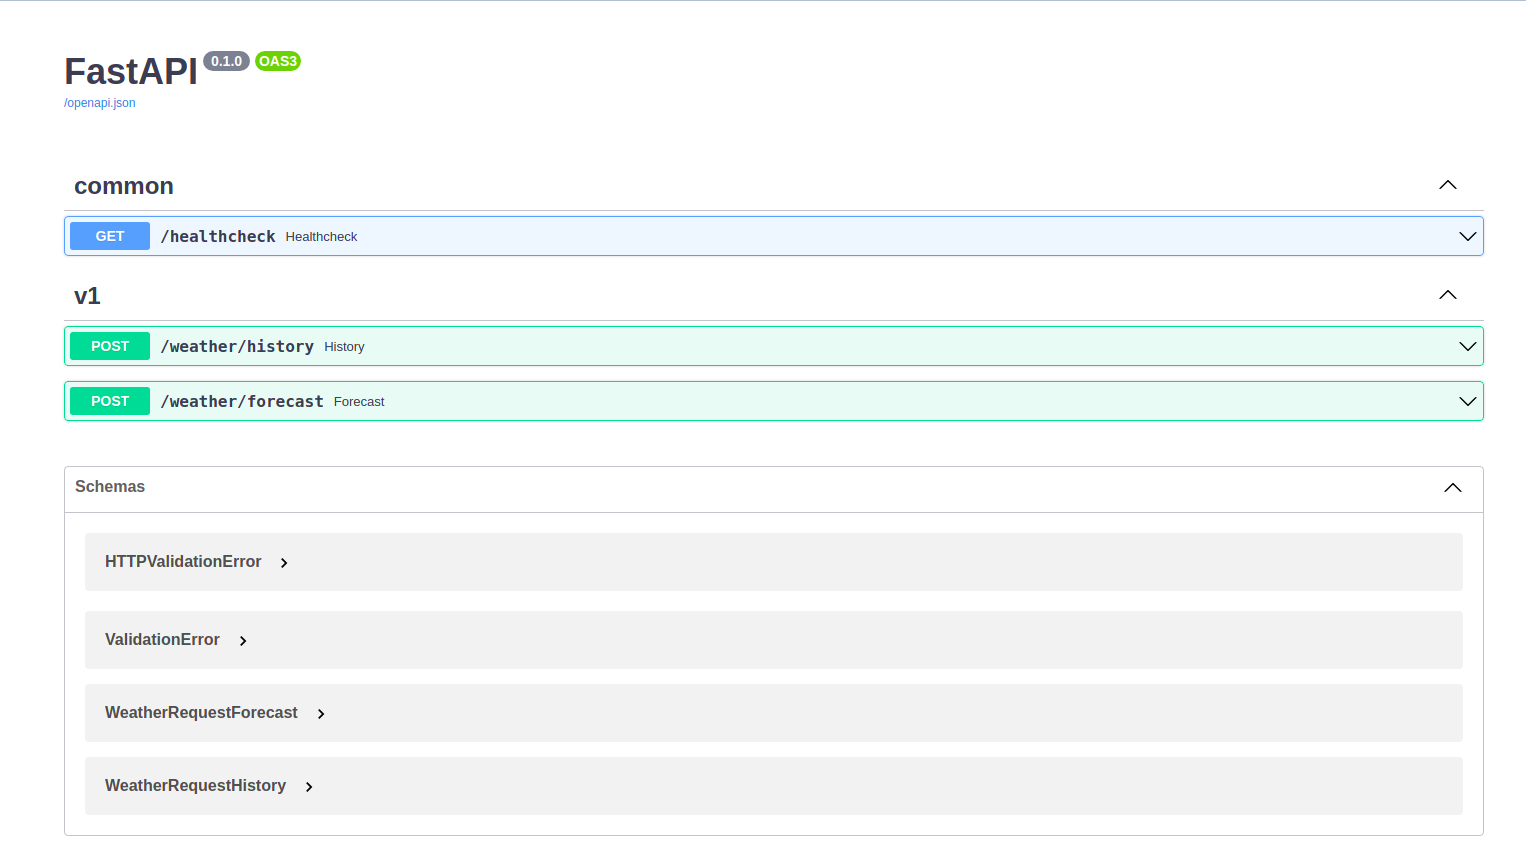 FastAPI 0.1.0 OAS3
/openapi.json
common
GET /healthcheck Healthcheck
v1
POST /weather/history History
POST /weather/forecast Forecast
Schemas
HTTPValidationError
ValidationError
WeatherRequestForecast
WeatherRequestHistory